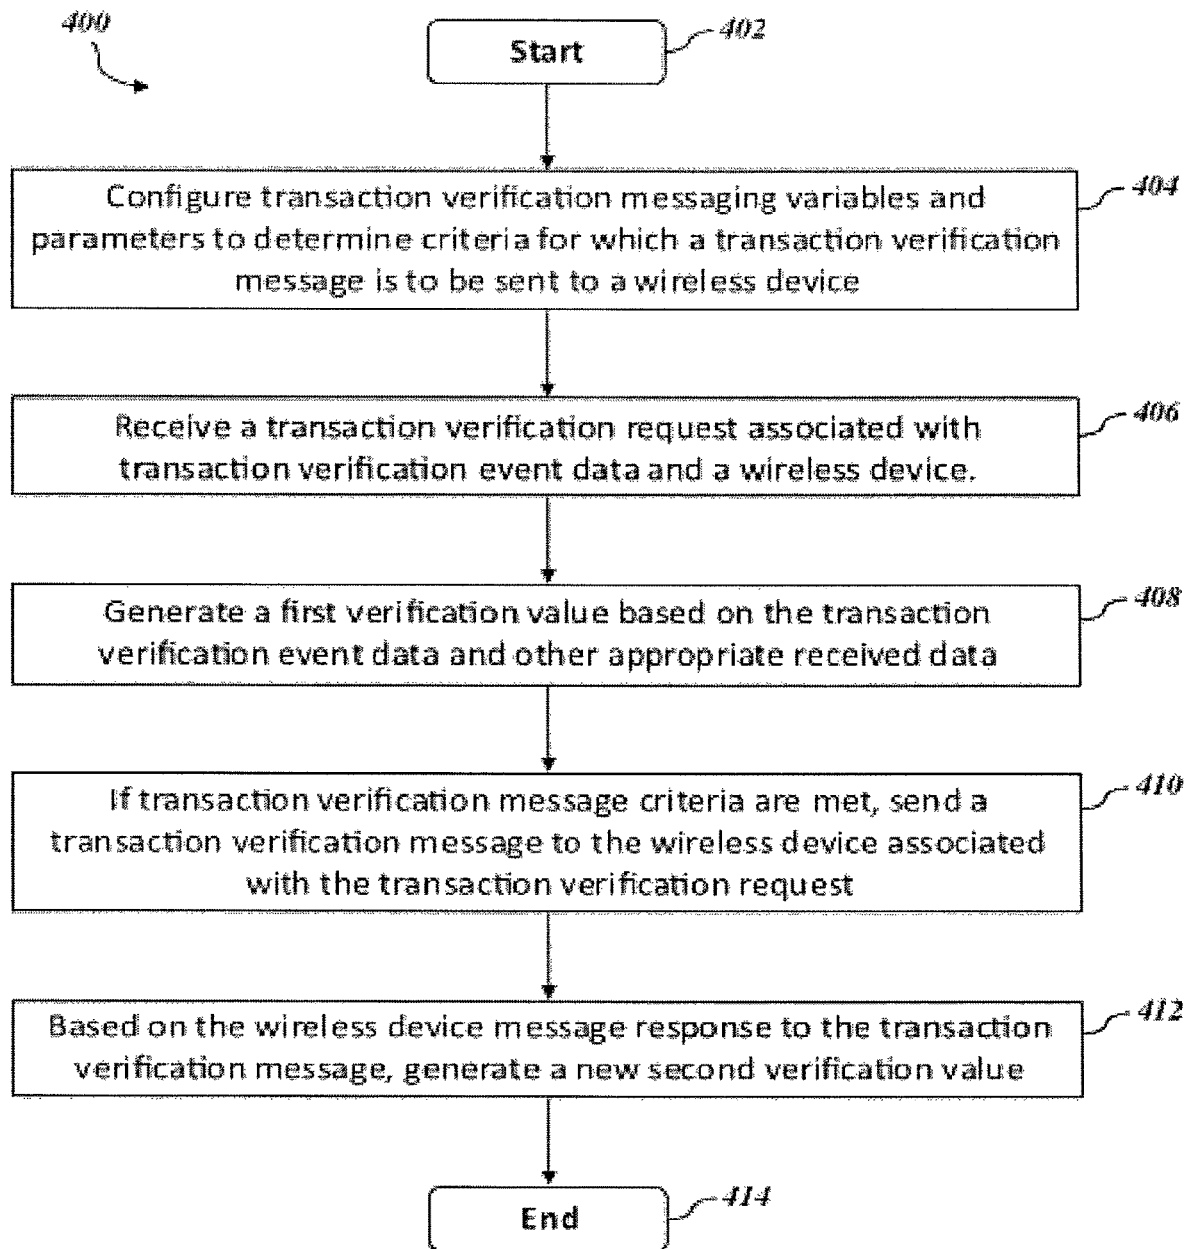 400
Start
402
Configure transaction verification messaging variables and
parameters to determine criteria for which a transaction verification
message is to be sent to a wireless device
404
Receive a transaction verification request associated with
transaction verification event data and a wireless device.
406
Generate a first verification value based on the transaction
verification event data and other appropriate received data
408
If transaction verification message criteria are met, send a
transaction verification message to the wireless device associated
with the transaction verification request
410
Based on the wireless device message response to the transaction
verification message, generate a new second verification value
412
End
414